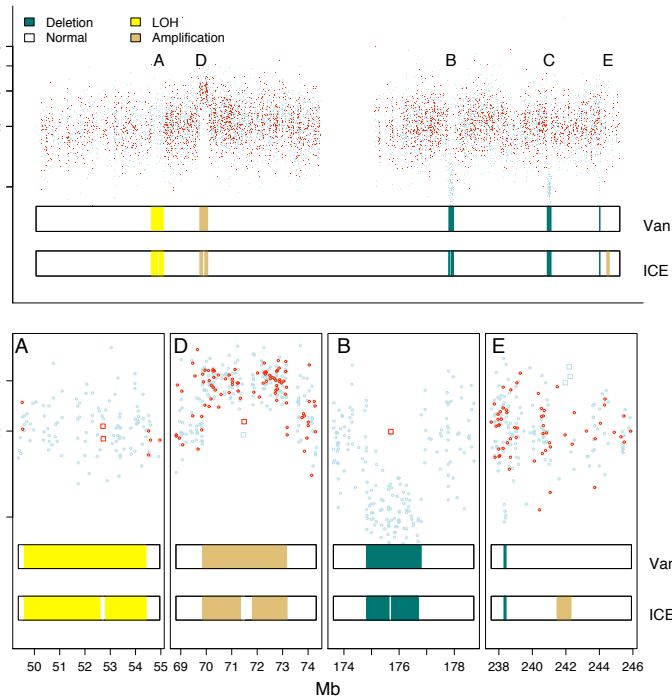 Deletion LOH
Normal Amplification
A D B C E
Van
ICE
A D B E
Van
ICE
50 51 52 53 54 55 69 70 71 72 73 74 174 176 178 238 240 242 244 246
Mb